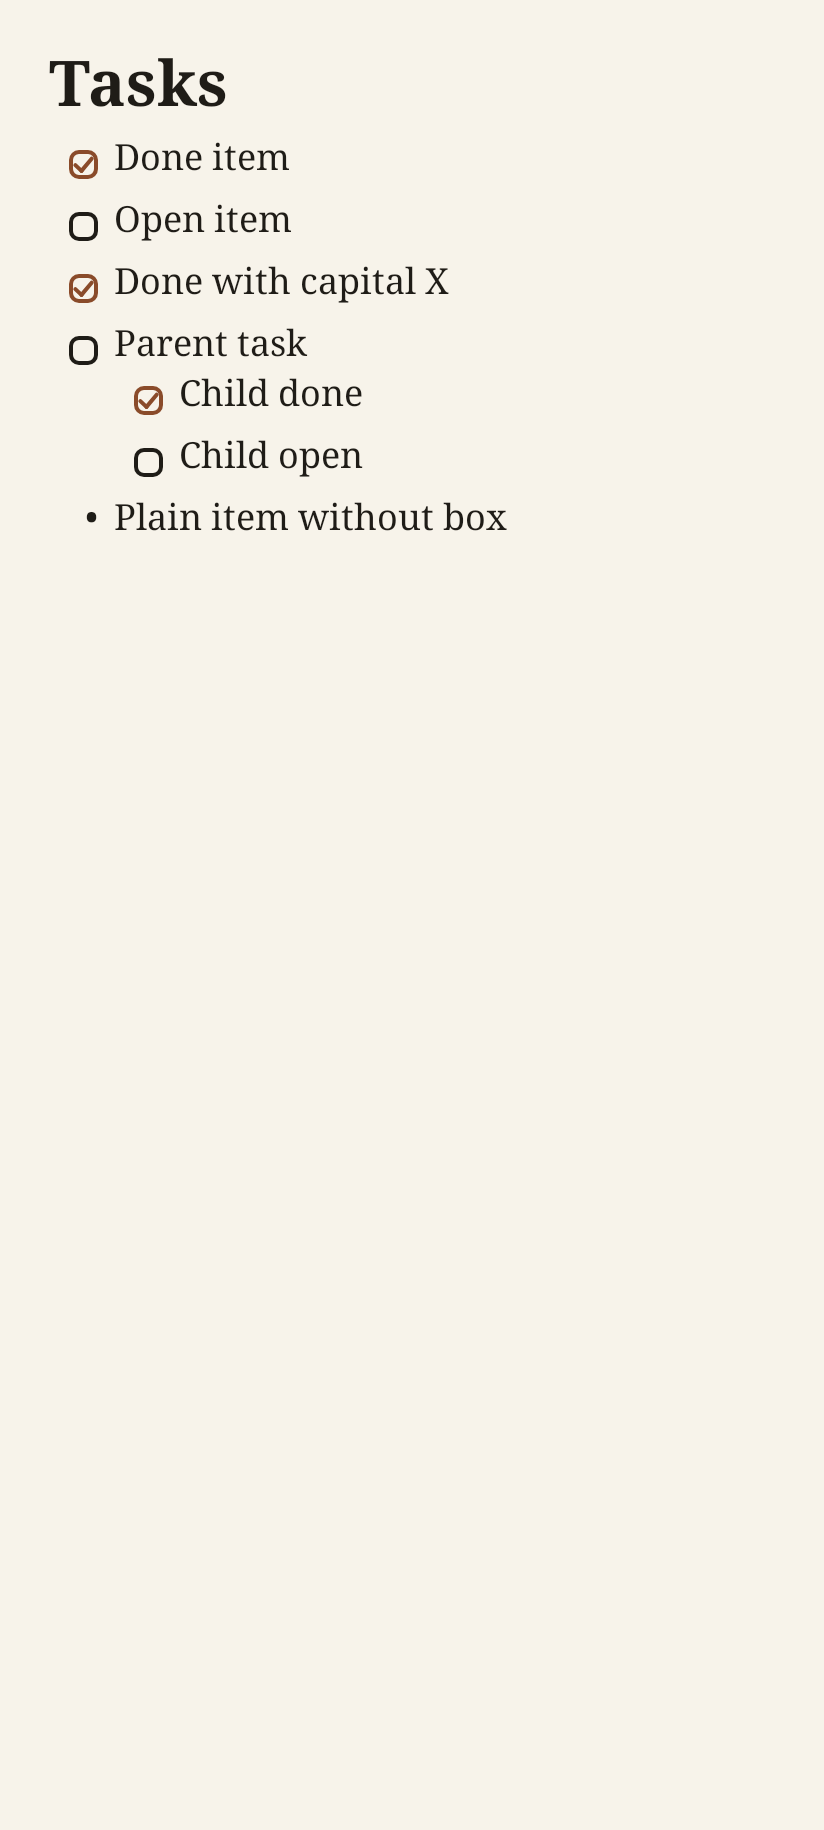 Tasks
Done item
Open item
Done with capital X
Parent task
Child done
Child open
• Plain item without box